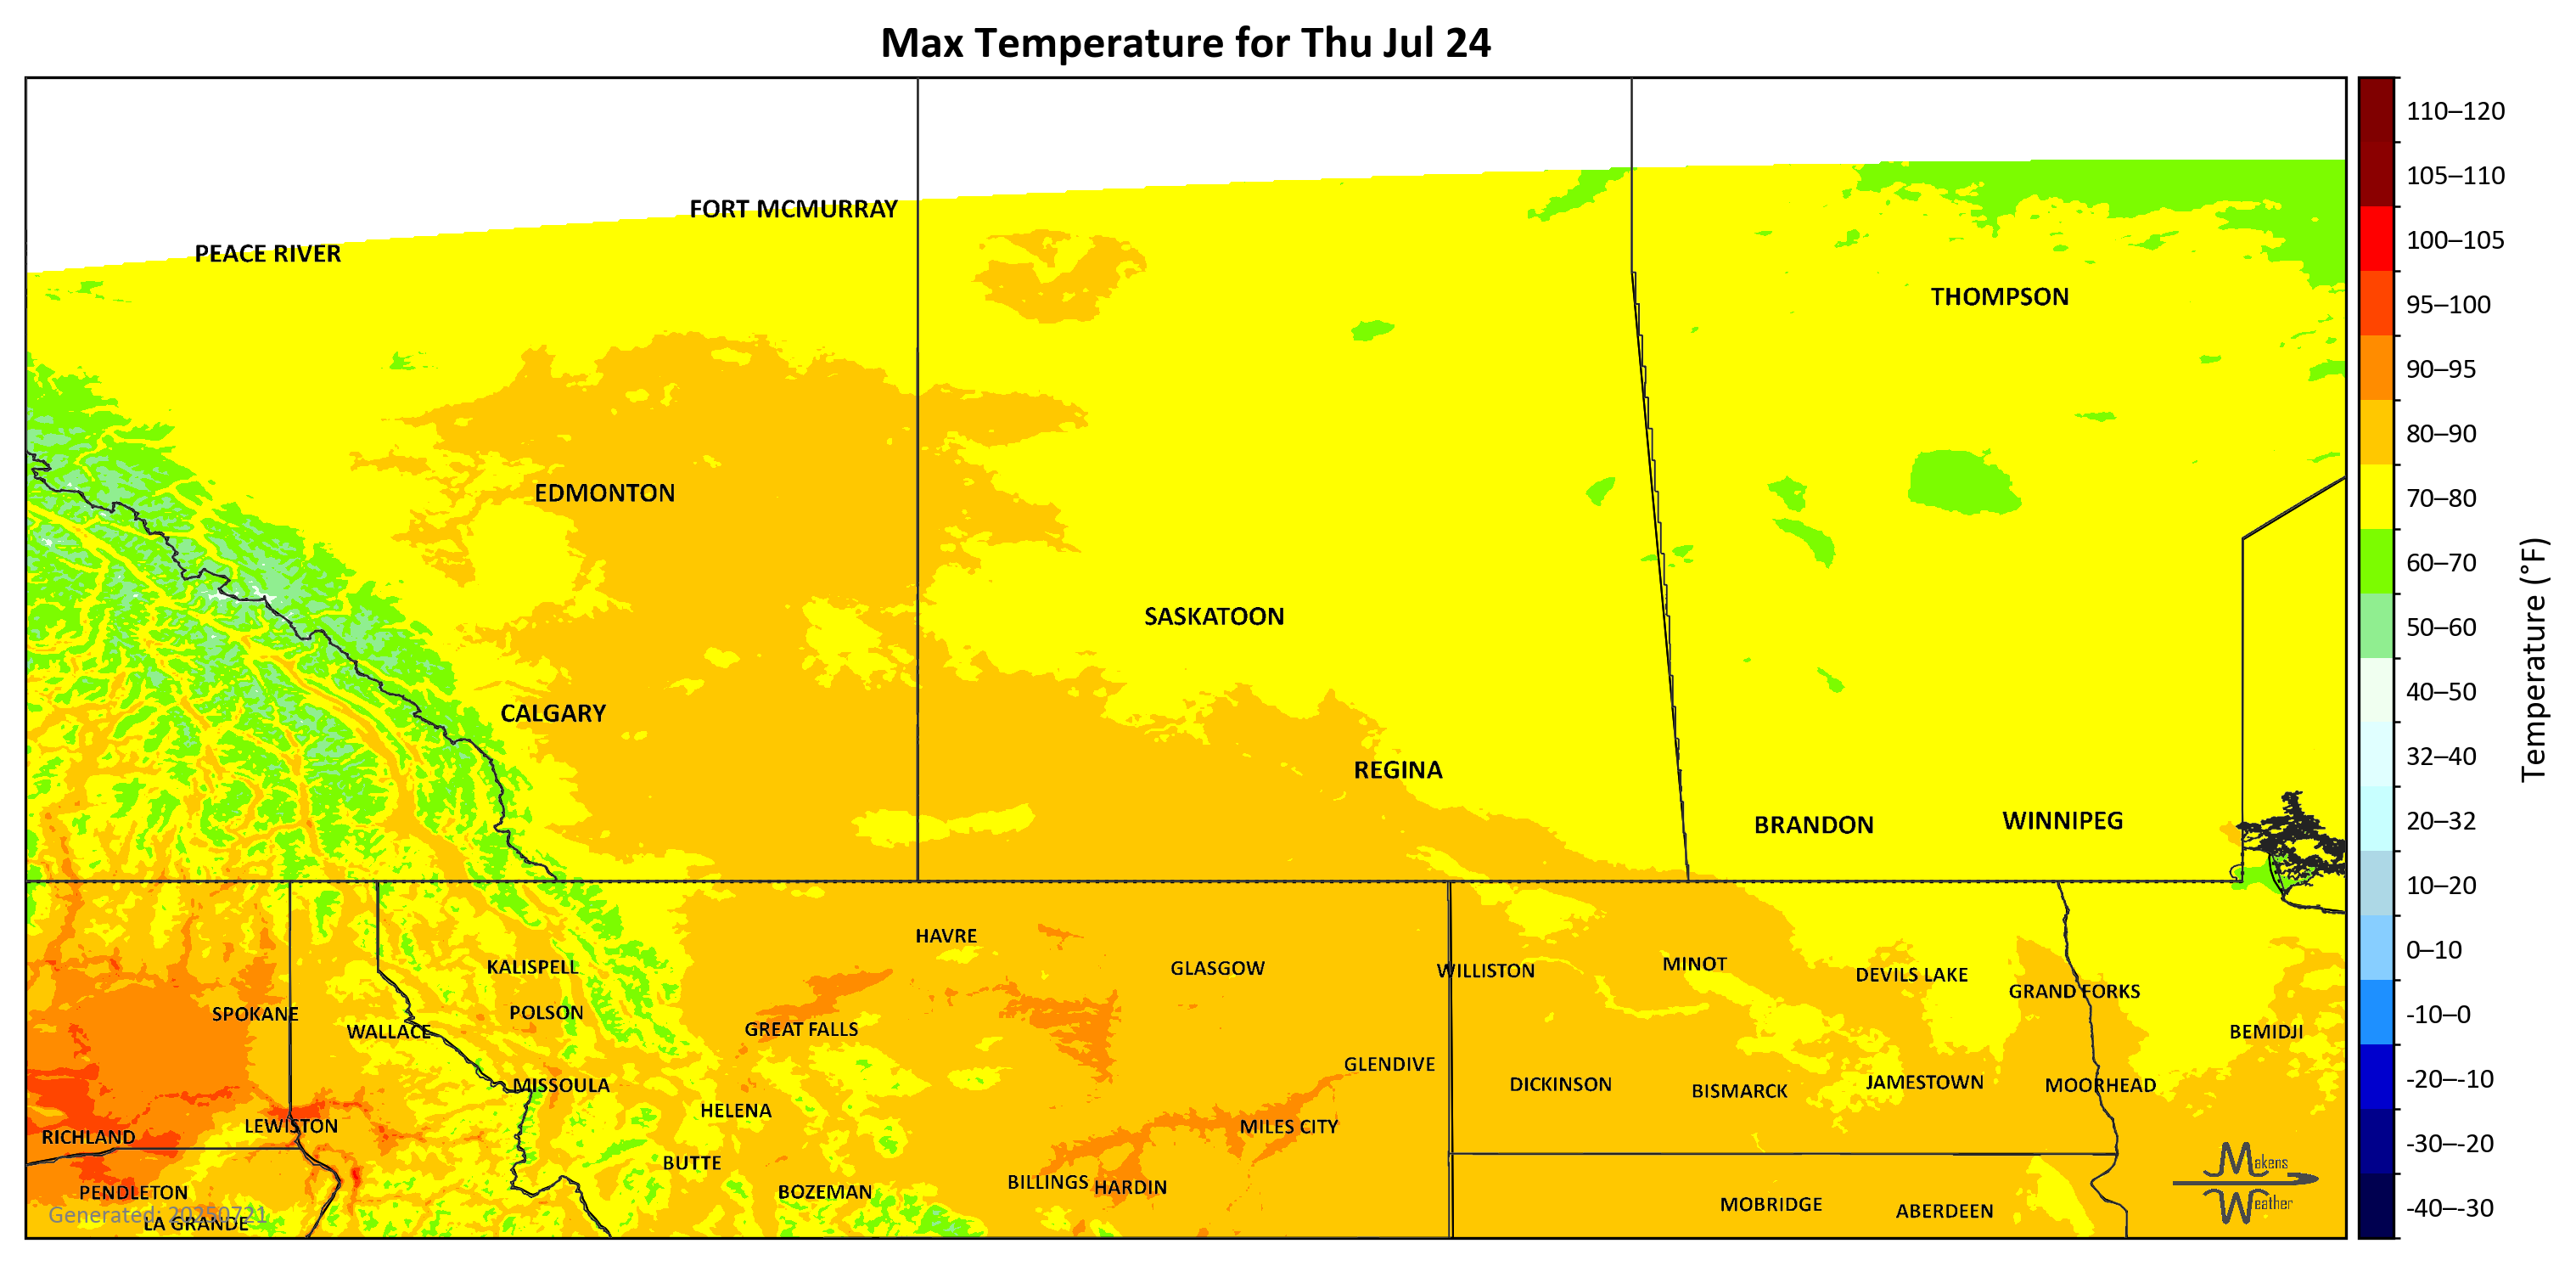 Max Temperature for Thu Jul 24
FORT MCMURRAY
PEACE RIVER
THOMPSON
EDMONTON
SASKATOON
CALGARY
REGINA
BRANDON
WINNIPEG
HAVRE
KALISPELL
GLASGOW
WILLISTON
MINOT
DEVILS LAKE
GRAND FORKS
SPOKANE
POLSON
WALLACE
GREAT FALLS
BEMIDJI
GLENDIVE
MISSOULA
DICKINSON
BISMARCK
JAMESTOWN
MOORHEAD
HELENA
LEWISTON
MILES CITY
RICHLAND
BUTTE
BILLINGS
HARDIN
PENDLETON
BOZEMAN
MOBRIDGE
ABERDEEN
LA GRANDE
Generated: 20250721
Makens
Weather
110–120
105–110
100–105
95–100
90–95
80–90
70–80
60–70
50–60
40–50
32–40
20–32
10–20
0–10
-10–0
-20–-10
-30–-20
-40–-30
Temperature (°F)